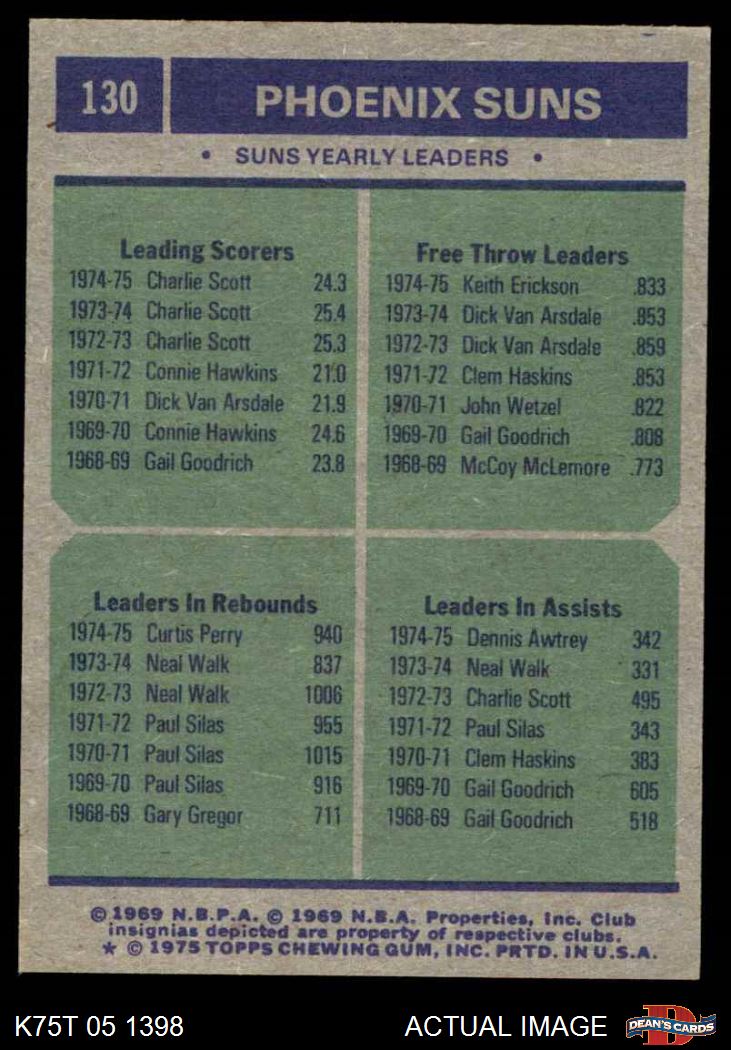 130 PHOENIX SUNS
• SUNS YEARLY LEADERS •
Leading Scorers
1974-75 Charlie Scott 24.3
1973-74 Charlie Scott 25.4
1972-73 Charlie Scott 25.3
1971-72 Connie Hawkins 21.0
1970-71 Dick Van Arsdale 21.9
1969-70 Connie Hawkins 24.6
1968-69 Gail Goodrich 23.8
Free Throw Leaders
1974-75 Keith Erickson .833
1973-74 Dick Van Arsdale .853
1972-73 Dick Van Arsdale .859
1971-72 Clem Haskins .853
1970-71 John Wetzel .822
1969-70 Gail Goodrich .808
1968-69 McCoy McLemore .773
Leaders In Rebounds
1974-75 Curtis Perry 940
1973-74 Neal Walk 837
1972-73 Neal Walk 1006
1971-72 Paul Silas 955
1970-71 Paul Silas 1015
1969-70 Paul Silas 916
1968-69 Gary Gregor 711
Leaders In Assists
1974-75 Dennis Awtrey 342
1973-74 Neal Walk 331
1972-73 Charlie Scott 495
1971-72 Paul Silas 343
1970-71 Clem Haskins 383
1969-70 Gail Goodrich 605
1968-69 Gail Goodrich 518
© 1969 N.B.P.A. © 1969 N.B.A. Properties, Inc. Club
insignias depicted are property of respective clubs.
* © 1975 TOPPS CHEWING GUM, INC. PRTD. IN U.S.A.
K75T 05 1398 ACTUAL IMAGE D DEAN'S CARDS